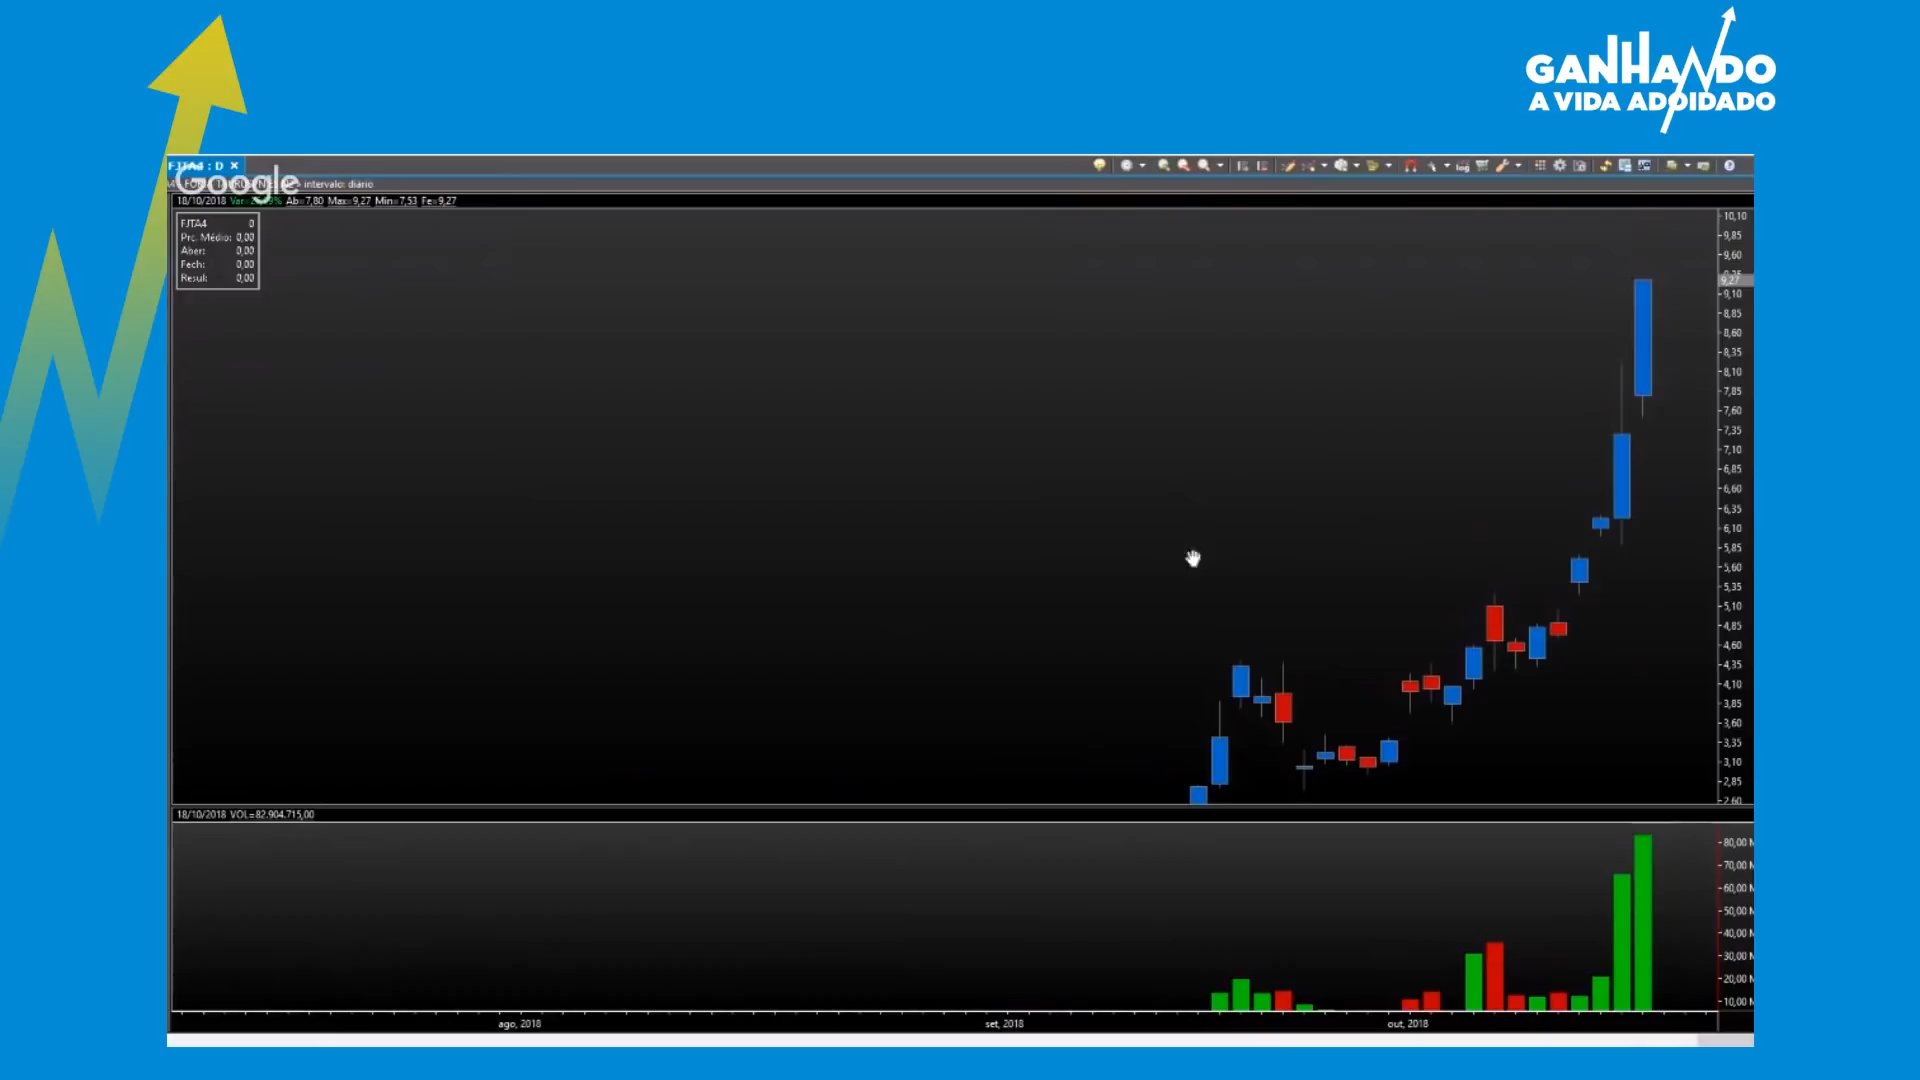 GANHANDO
A VIDA ADOIDADO
FJTA4 : D
Google
intervalo: diário
18/10/2018 Ab=7,80 Max=9,27 Min=7,53 Fe=9,27
FJTA4 0
Prc. Médio: 0,00
Aber: 0,00
Fech: 0,00
Resul: 0,00
10,10
9,85
9,60
9,27
9,10
8,85
8,60
8,35
8,10
7,85
7,60
7,35
7,10
6,85
6,60
6,35
6,10
5,85
5,60
5,35
5,10
4,85
4,60
4,35
4,10
3,85
3,60
3,35
3,10
2,85
2,60
18/10/2018 VOL=82.904.715,00
80,00 M
70,00 M
60,00 M
50,00 M
40,00 M
30,00 M
20,00 M
10,00 M
ago, 2018 set, 2018 out, 2018